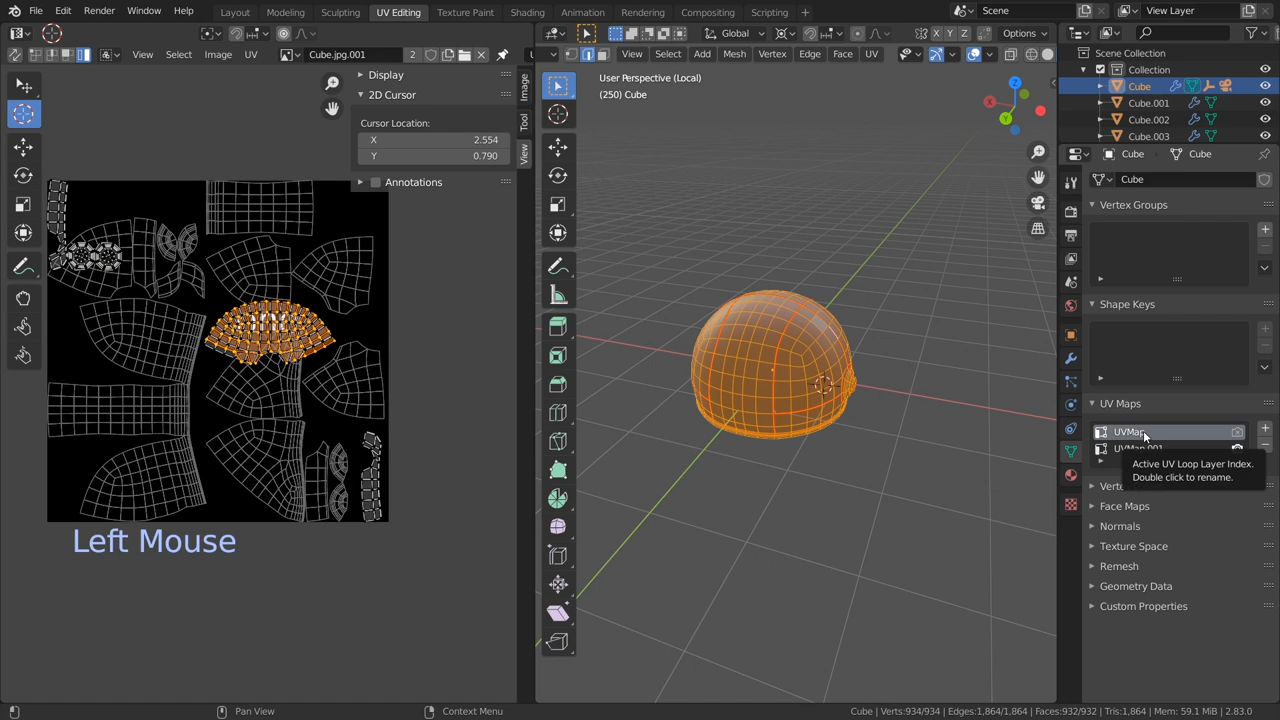 File Edit Render Window Help Layout Modeling Sculpting UV Editing Texture Paint Shading Animation Rendering Compositing Scripting + Scene View Layer
Global X Y Z Options
View Select Image UV Cube.jpg.001 2 View Select Add Mesh Vertex Edge Face UV
Display
2D Cursor
Cursor Location:
X 2.554
Y 0.790
Annotations
Image
Tool
View
User Perspective (Local)
(250) Cube
Z
X
Y
Scene Collection
Collection
Cube
Cube.001
Cube.002
Cube.003
Cube Cube
Cube
Vertex Groups
Shape Keys
UV Maps
UVMap
UVMap.001
Active UV Loop Layer Index.
Double click to rename.
Face Maps
Normals
Texture Space
Remesh
Geometry Data
Custom Properties
Left Mouse
Pan View Context Menu Cube | Verts:934/934 | Edges:1,864/1,864 | Faces:932/932 | Tris:1,864 | Mem: 59.1 MiB | 2.83.0